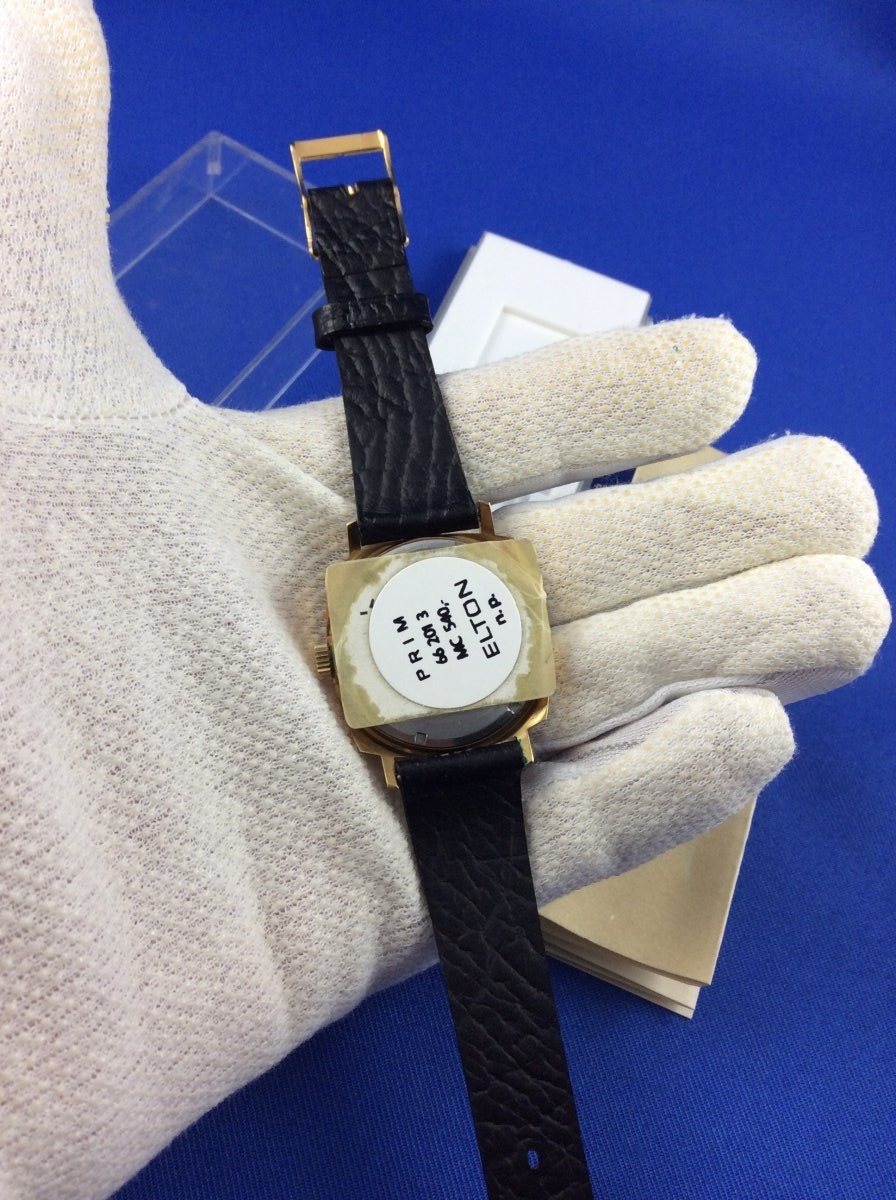 PRIM
66 2013
MC 540,-
ELTON
n.p.